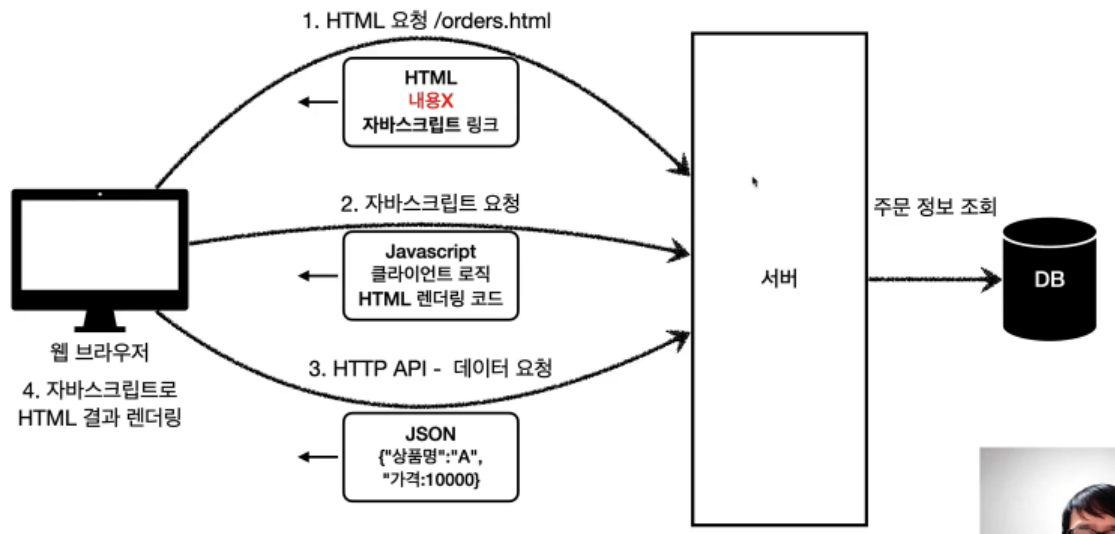 1. HTML 요청 /orders.html
HTML
내용X
자바스크립트 링크
2. 자바스크립트 요청
Javascript
클라이언트 로직
HTML 렌더링 코드
3. HTTP API - 데이터 요청
JSON
{"상품명":"A",
"가격:10000}
웹 브라우저
4. 자바스크립트로
HTML 결과 렌더링
서버
주문 정보 조회
DB